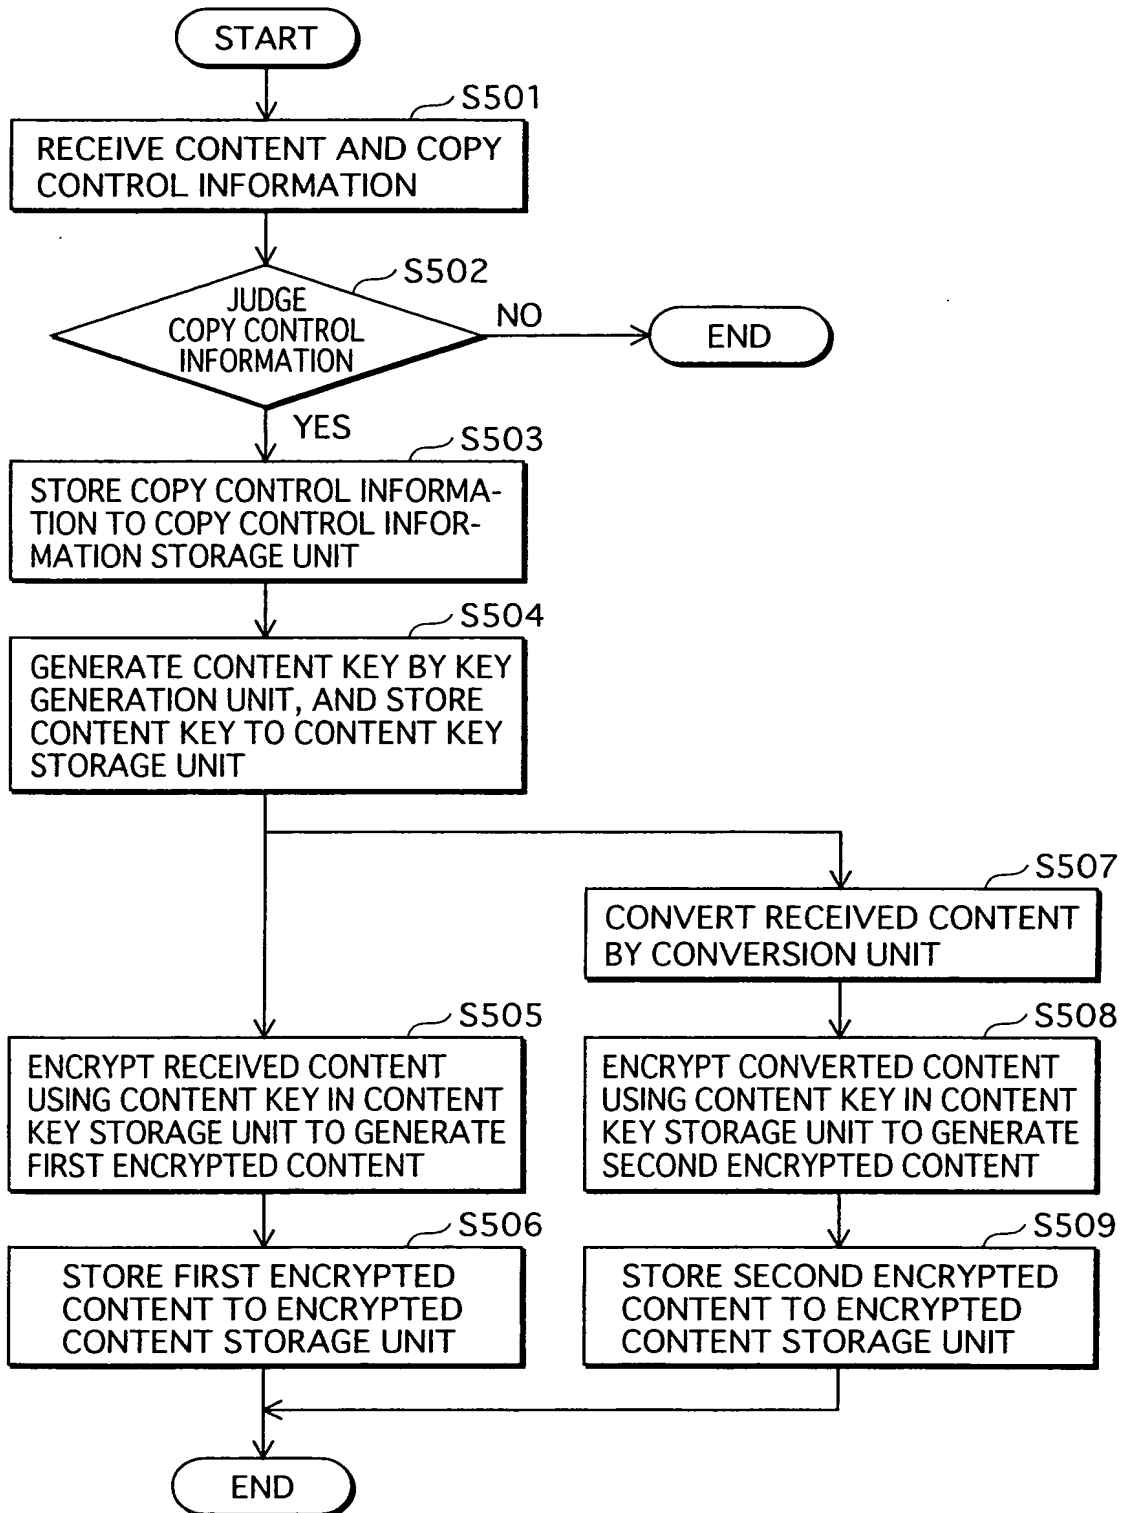 START
S501
RECEIVE CONTENT AND COPY
CONTROL INFORMATION
S502
JUDGE
COPY CONTROL
INFORMATION
NO
END
YES
S503
STORE COPY CONTROL INFORMA-
TION TO COPY CONTROL INFOR-
MATION STORAGE UNIT
S504
GENERATE CONTENT KEY BY KEY
GENERATION UNIT, AND STORE
CONTENT KEY TO CONTENT KEY
STORAGE UNIT
S507
CONVERT RECEIVED CONTENT
BY CONVERSION UNIT
S505
ENCRYPT RECEIVED CONTENT
USING CONTENT KEY IN CONTENT
KEY STORAGE UNIT TO GENERATE
FIRST ENCRYPTED CONTENT
S508
ENCRYPT CONVERTED CONTENT
USING CONTENT KEY IN CONTENT
KEY STORAGE UNIT TO GENERATE
SECOND ENCRYPTED CONTENT
S506
STORE FIRST ENCRYPTED
CONTENT TO ENCRYPTED
CONTENT STORAGE UNIT
S509
STORE SECOND ENCRYPTED
CONTENT TO ENCRYPTED
CONTENT STORAGE UNIT
END